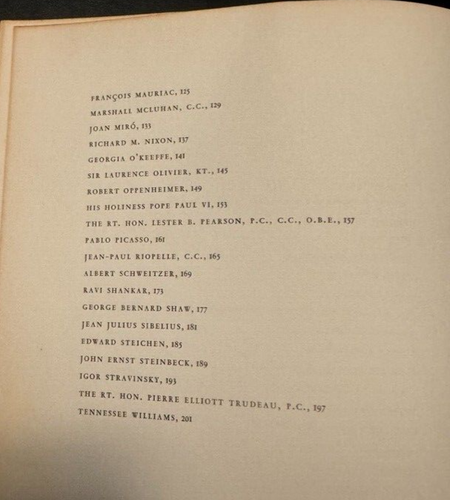 FRANÇOIS MAURIAC, 125
MARSHALL MCLUHAN, C.C., 129
JOAN MIRÓ, 133
RICHARD M. NIXON, 137
GEORGIA O'KEEFFE, 141
SIR LAURENCE OLIVIER, KT., 145
ROBERT OPPENHEIMER, 149
HIS HOLINESS POPE PAUL VI, 153
THE RT. HON. LESTER B. PEARSON, P.C., C.C., O.B.E., 157
PABLO PICASSO, 161
JEAN-PAUL RIOPELLE, C.C., 165
ALBERT SCHWEITZER, 169
RAVI SHANKAR, 173
GEORGE BERNARD SHAW, 177
JEAN JULIUS SIBELIUS, 181
EDWARD STEICHEN, 185
JOHN ERNST STEINBECK, 189
IGOR STRAVINSKY, 193
THE RT. HON. PIERRE ELLIOTT TRUDEAU, P.C., 197
TENNESSEE WILLIAMS, 201